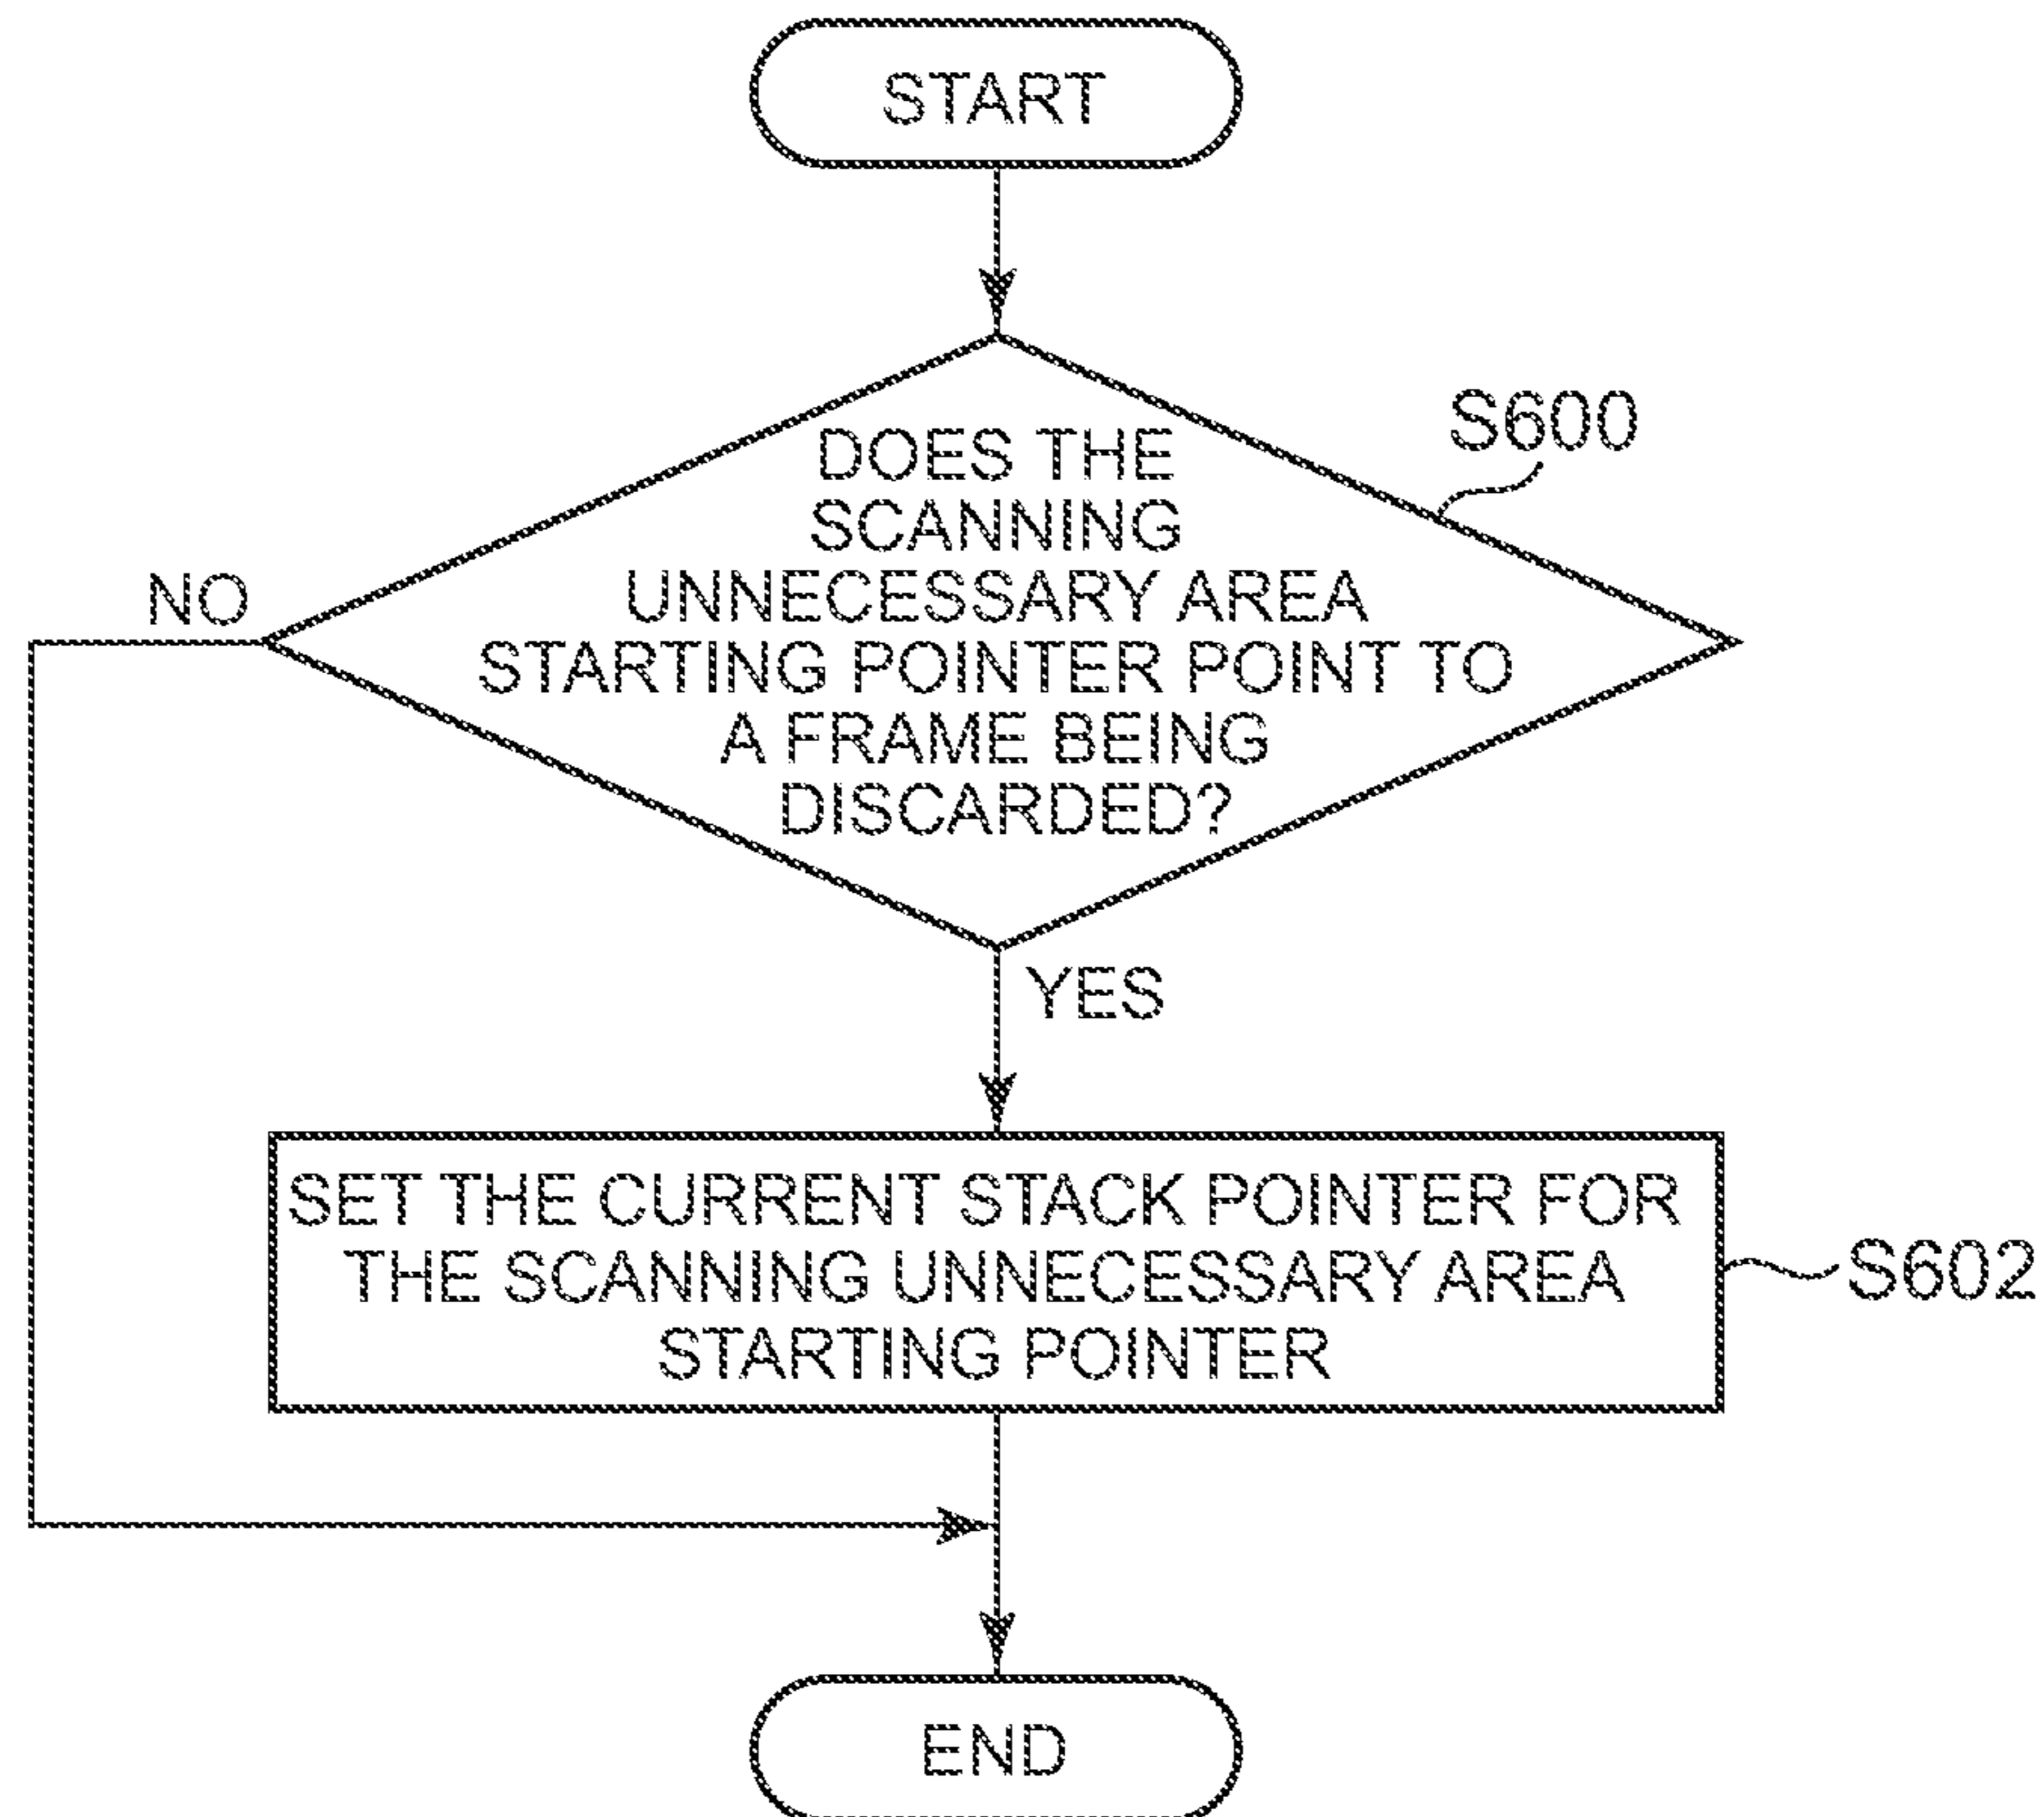 START
S600
DOES THE
SCANNING
UNNECESSARY AREA
STARTING POINTER POINT TO
A FRAME BEING
DISCARDED?
NO
YES
SET THE CURRENT STACK POINTER FOR
THE SCANNING UNNECESSARY AREA
STARTING POINTER
S602
END